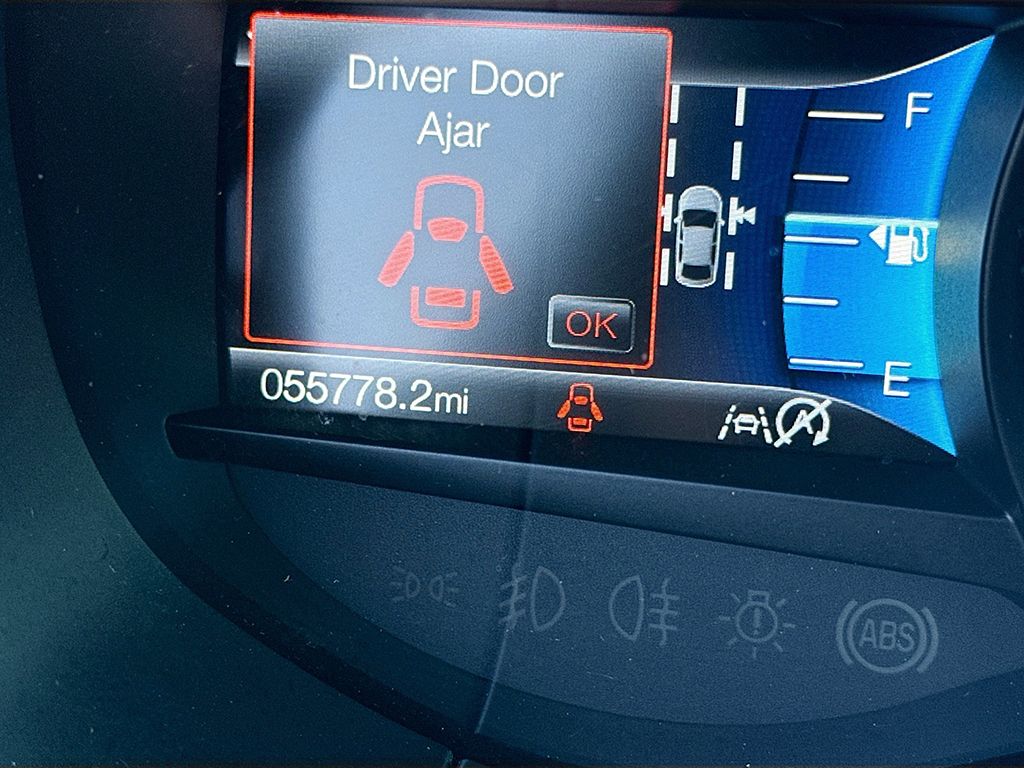 Driver Door
Ajar
OK
F
E
055778.2mi
A
ABS